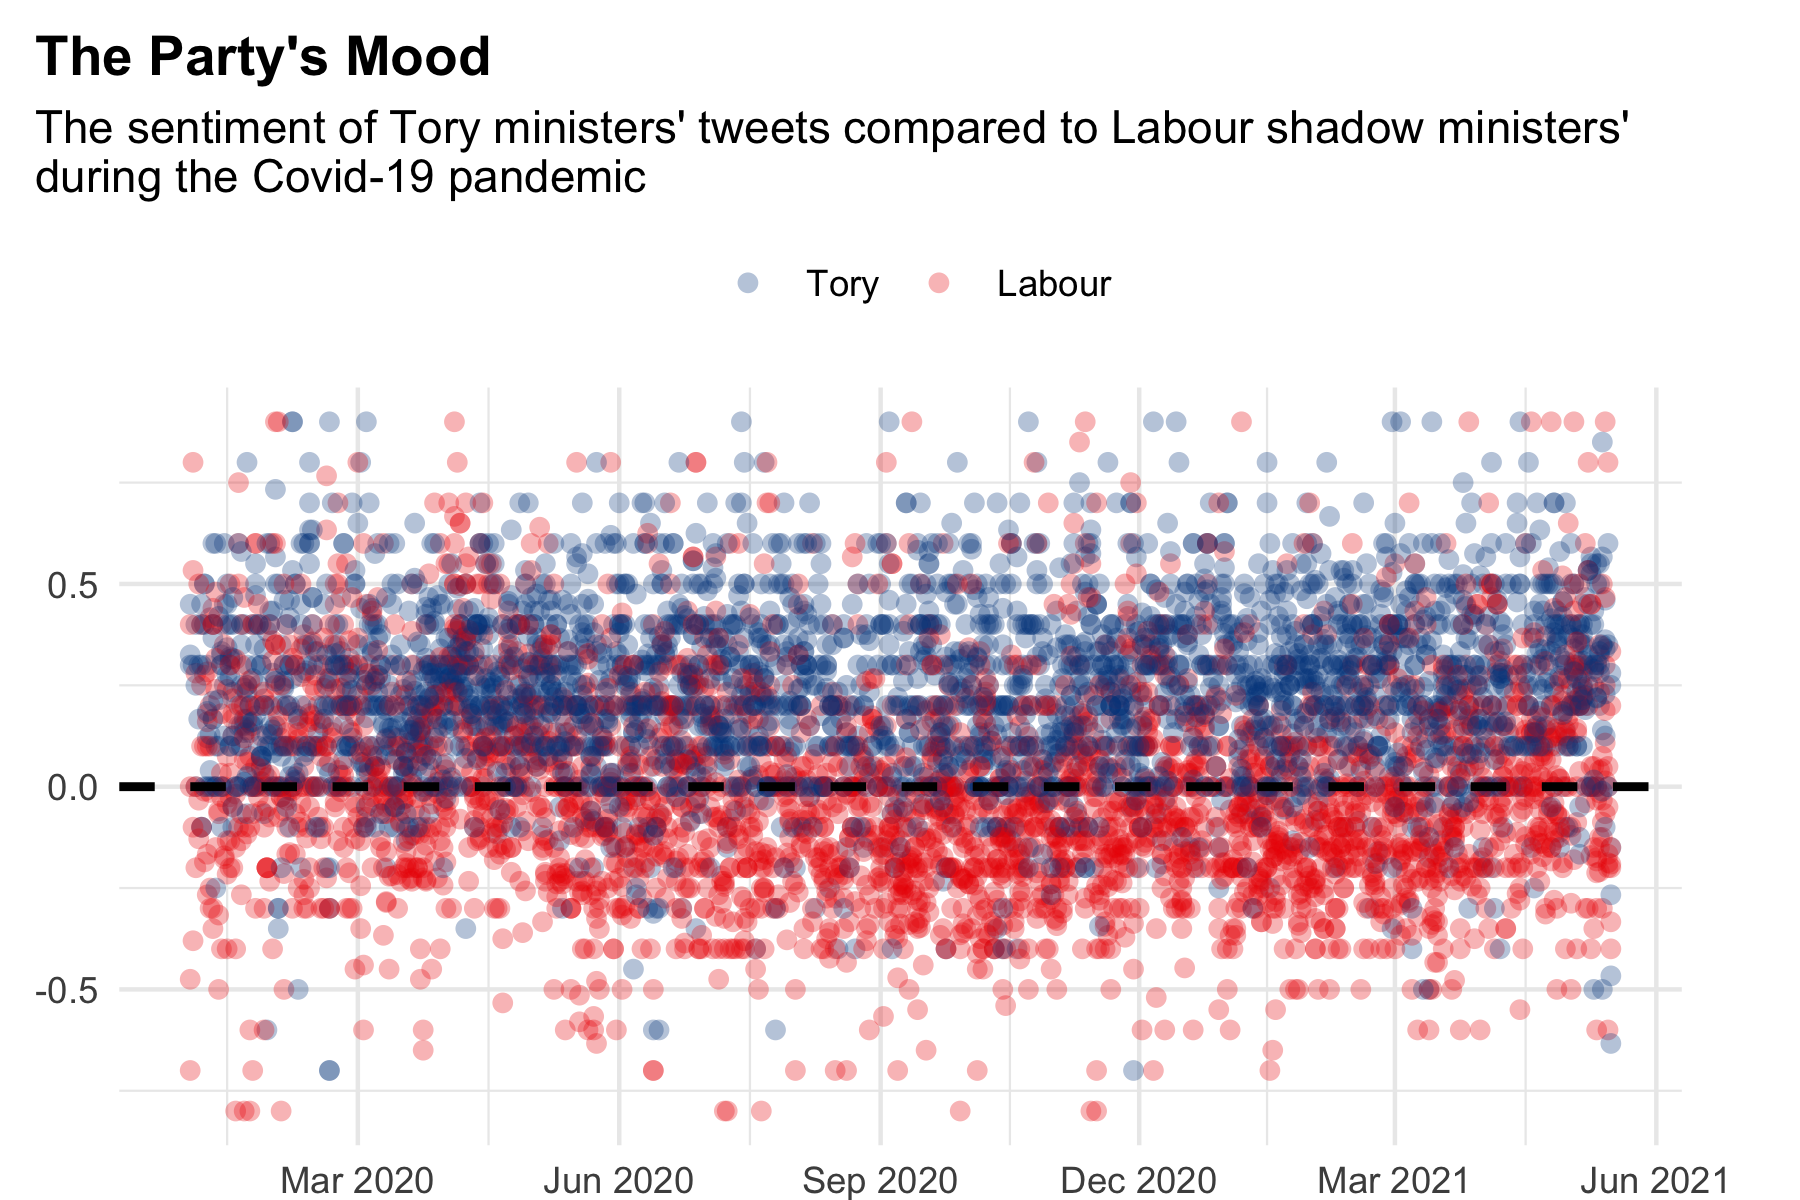 The Party's Mood
The sentiment of Tory ministers' tweets compared to Labour shadow ministers'
during the Covid-19 pandemic
Tory Labour
0.5
0.0
-0.5
Mar 2020 Jun 2020 Sep 2020 Dec 2020 Mar 2021 Jun 2021